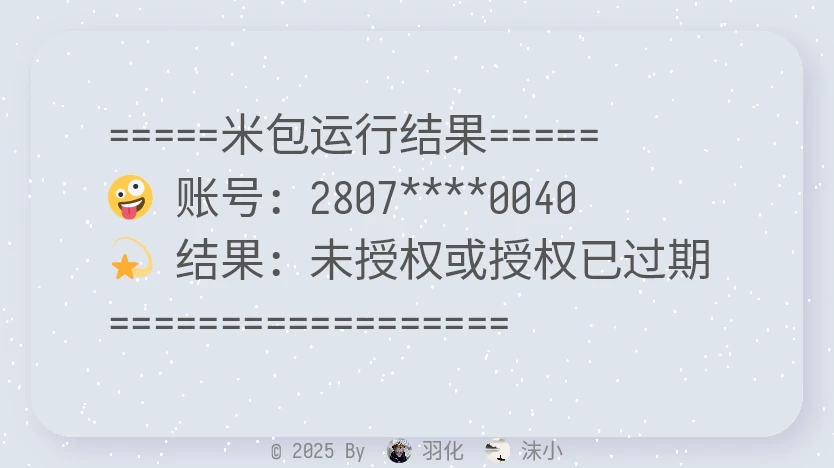 =====米包运行结果=====
🤪 账号：2807****0040
💫 结果：未授权或授权已过期
==================
© 2025 By 羽化 沫小